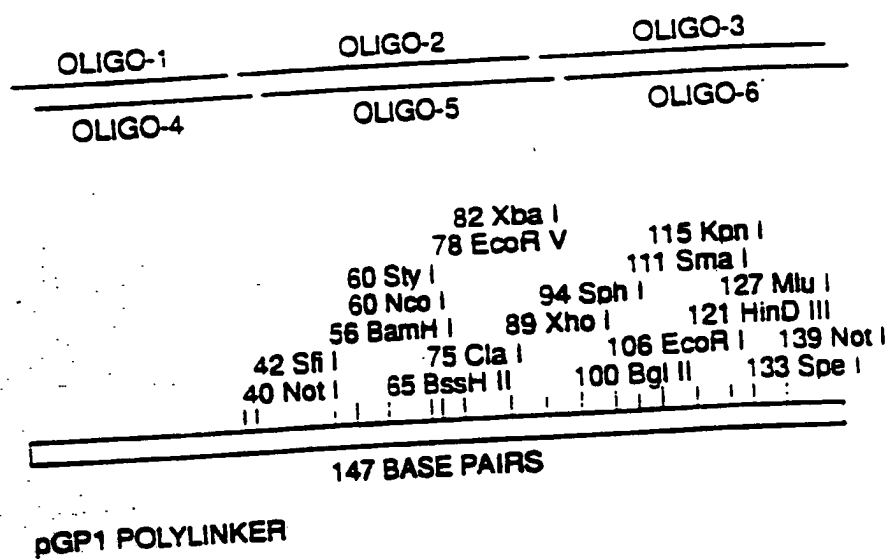 OLIGO-1 OLIGO-2 OLIGO-3
OLIGO-4 OLIGO-5 OLIGO-6
82 Xba I
78 EcoR V 115 Kpn I
60 Sty I 111 Sma I
60 Nco I 94 Sph I 127 Mlu I
56 BamH I 89 Xho I 121 HinD III
42 Sfi I 75 Cla I 106 EcoR I 139 Not I
40 Not I 65 BssH II 100 Bgl II 133 Spe I
147 BASE PAIRS
pGP1 POLYLINKER